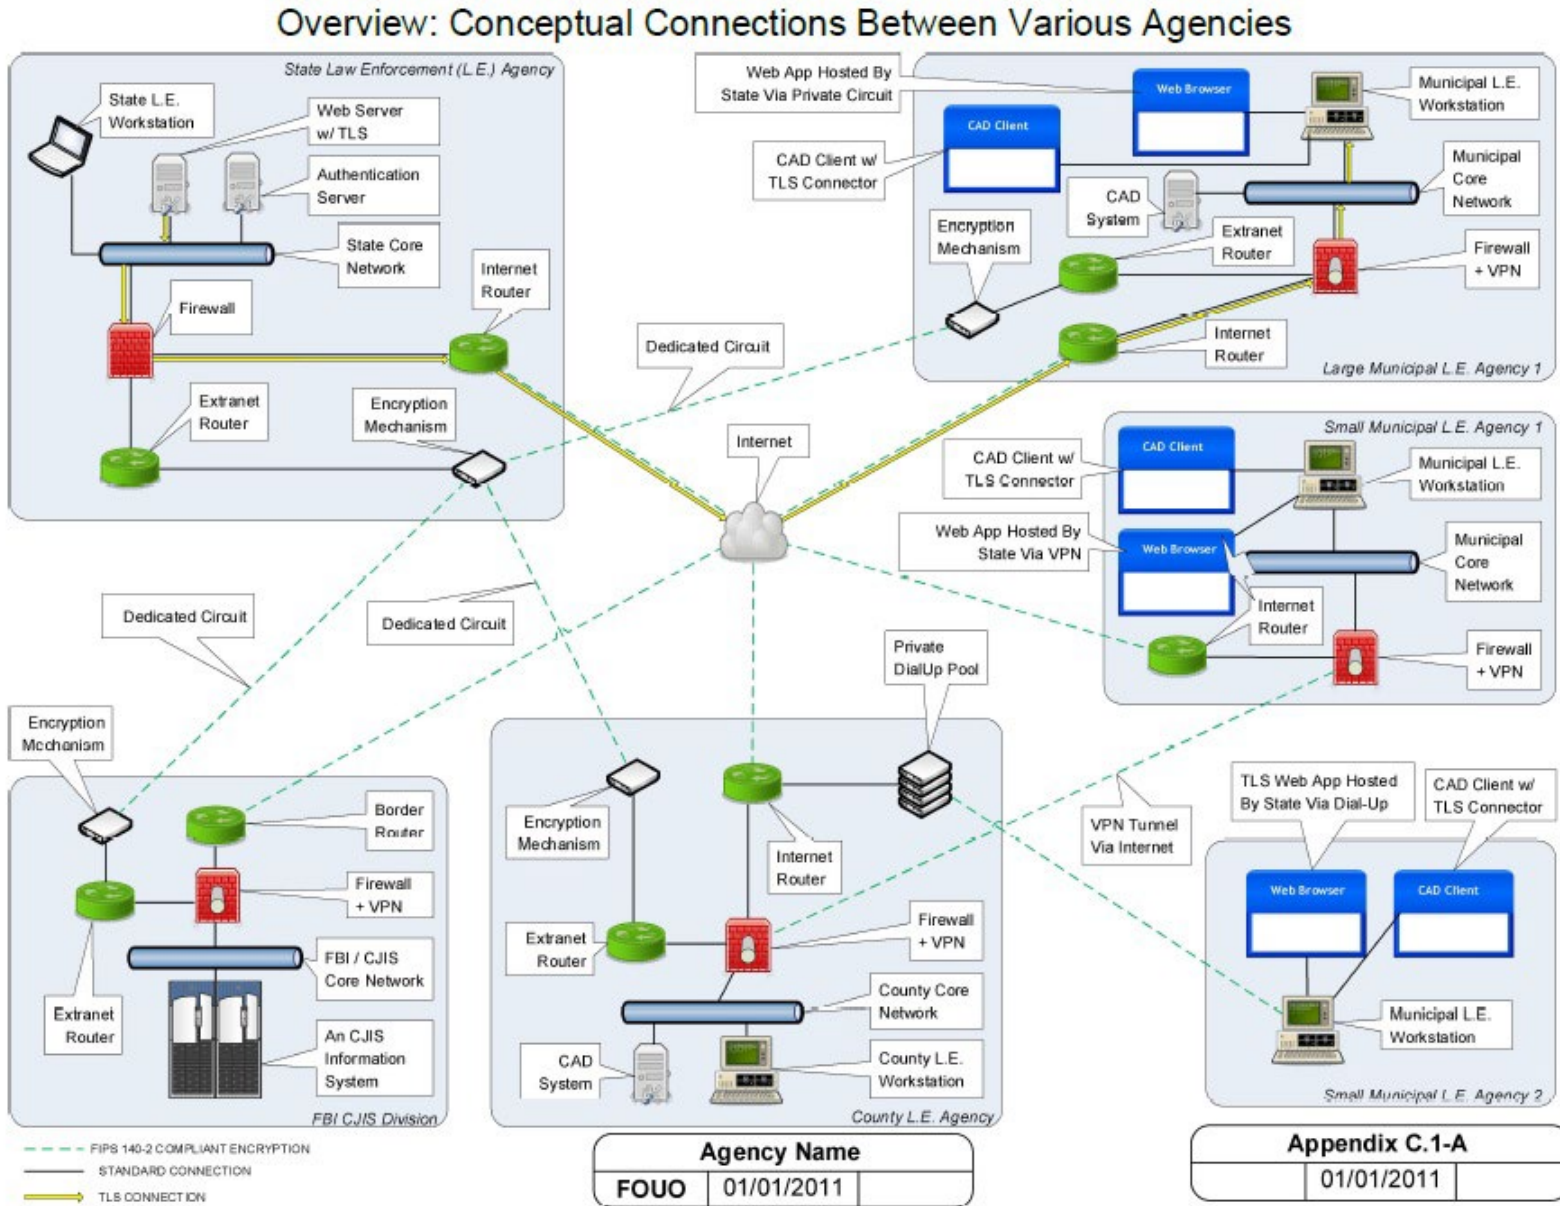 Overview: Conceptual Connections Between Various Agencies
State Law Enforcement (L.E.) Agency
State L.E.
Workstation
Web Server
w/ TLS
Authentication
Server
State Core
Network
Internet
Router
Firewall
Extranet
Router
Encryption
Mechanism
Dedicated Circuit
Internet
Web App Hosted By
State Via Private Circuit
Web Browser
Municipal L.E.
Workstation
CAD Client
CAD Client w/
TLS Connector
Municipal
Core
Network
CAD
System
Encryption
Mechanism
Extranet
Router
Firewall
+ VPN
Internet
Router
Large Municipal L.E. Agency 1
Small Municipal L.E. Agency 1
CAD Client
CAD Client w/
TLS Connector
Municipal L.E.
Workstation
Web App Hosted By
State Via VPN
Web Browser
Municipal
Core
Network
Internet
Router
Firewall
+ VPN
Dedicated Circuit
Dedicated Circuit
Private
DialUp Pool
Encryption
Mechanism
Border
Router
Firewall
+ VPN
FBI / CJIS
Core Network
Extranet
Router
An CJIS
Information
System
FBI CJIS Division
Encryption
Mechanism
Internet
Router
Extranet
Router
Firewall
+ VPN
County Core
Network
CAD
System
County L.E.
Workstation
County L.E. Agency
VPN Tunnel
Via Internet
TLS Web App Hosted
By State Via Dial-Up
CAD Client w/
TLS Connector
Web Browser
CAD Client
Municipal L.E.
Workstation
Small Municipal L.E. Agency 2
FIPS 140-2 COMPLIANT ENCRYPTION
STANDARD CONNECTION
TLS CONNECTION
Agency Name
FOUO 01/01/2011
Appendix C.1-A
01/01/2011